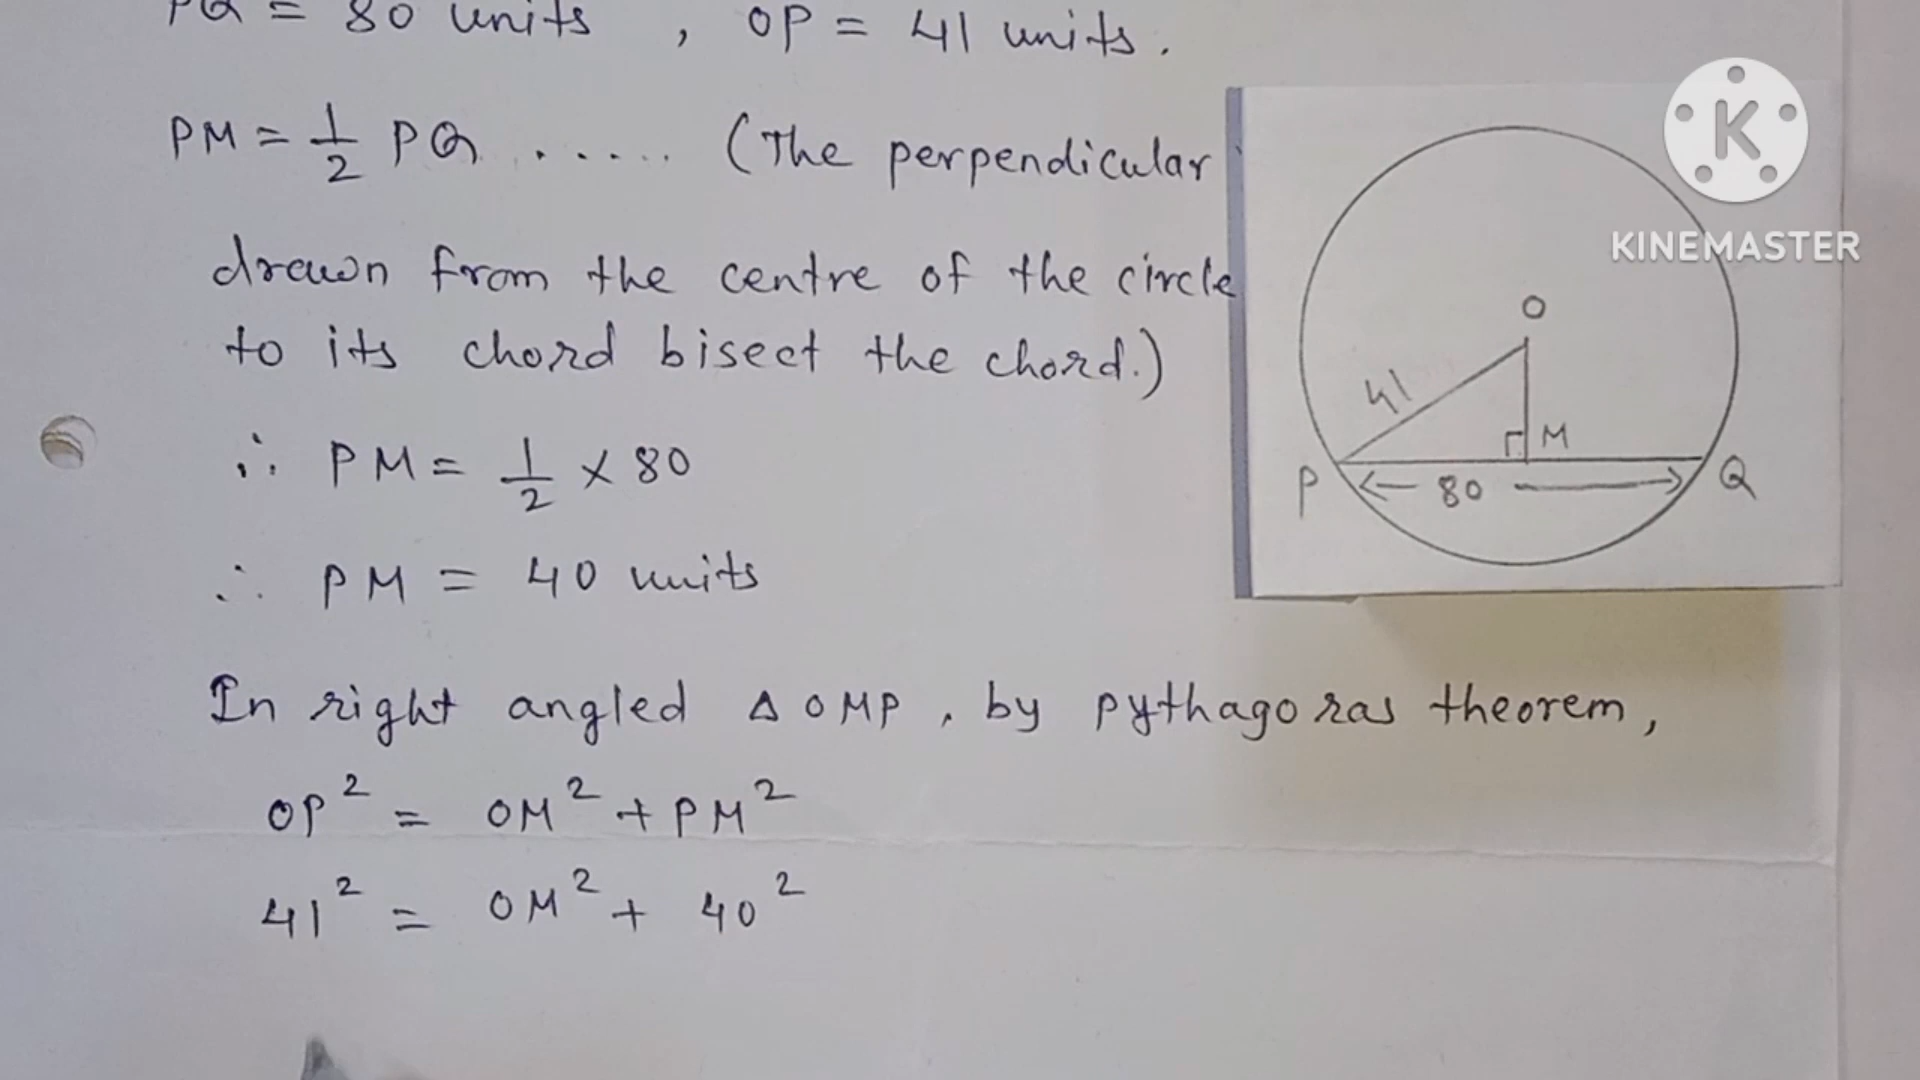 PQ = 80 units , OP = 41 units.
PM = 1/2 PQ ..... (The perpendicular
drawn from the centre of the circle
to its chord bisect the chord.)
∴ PM = 1/2 × 80
∴ PM = 40 units
In right angled Δ OMP , by pythagoras theorem,
OP² = OM² + PM²
41² = OM² + 40²
K
KINEMASTER
O
41
M
P
80
Q